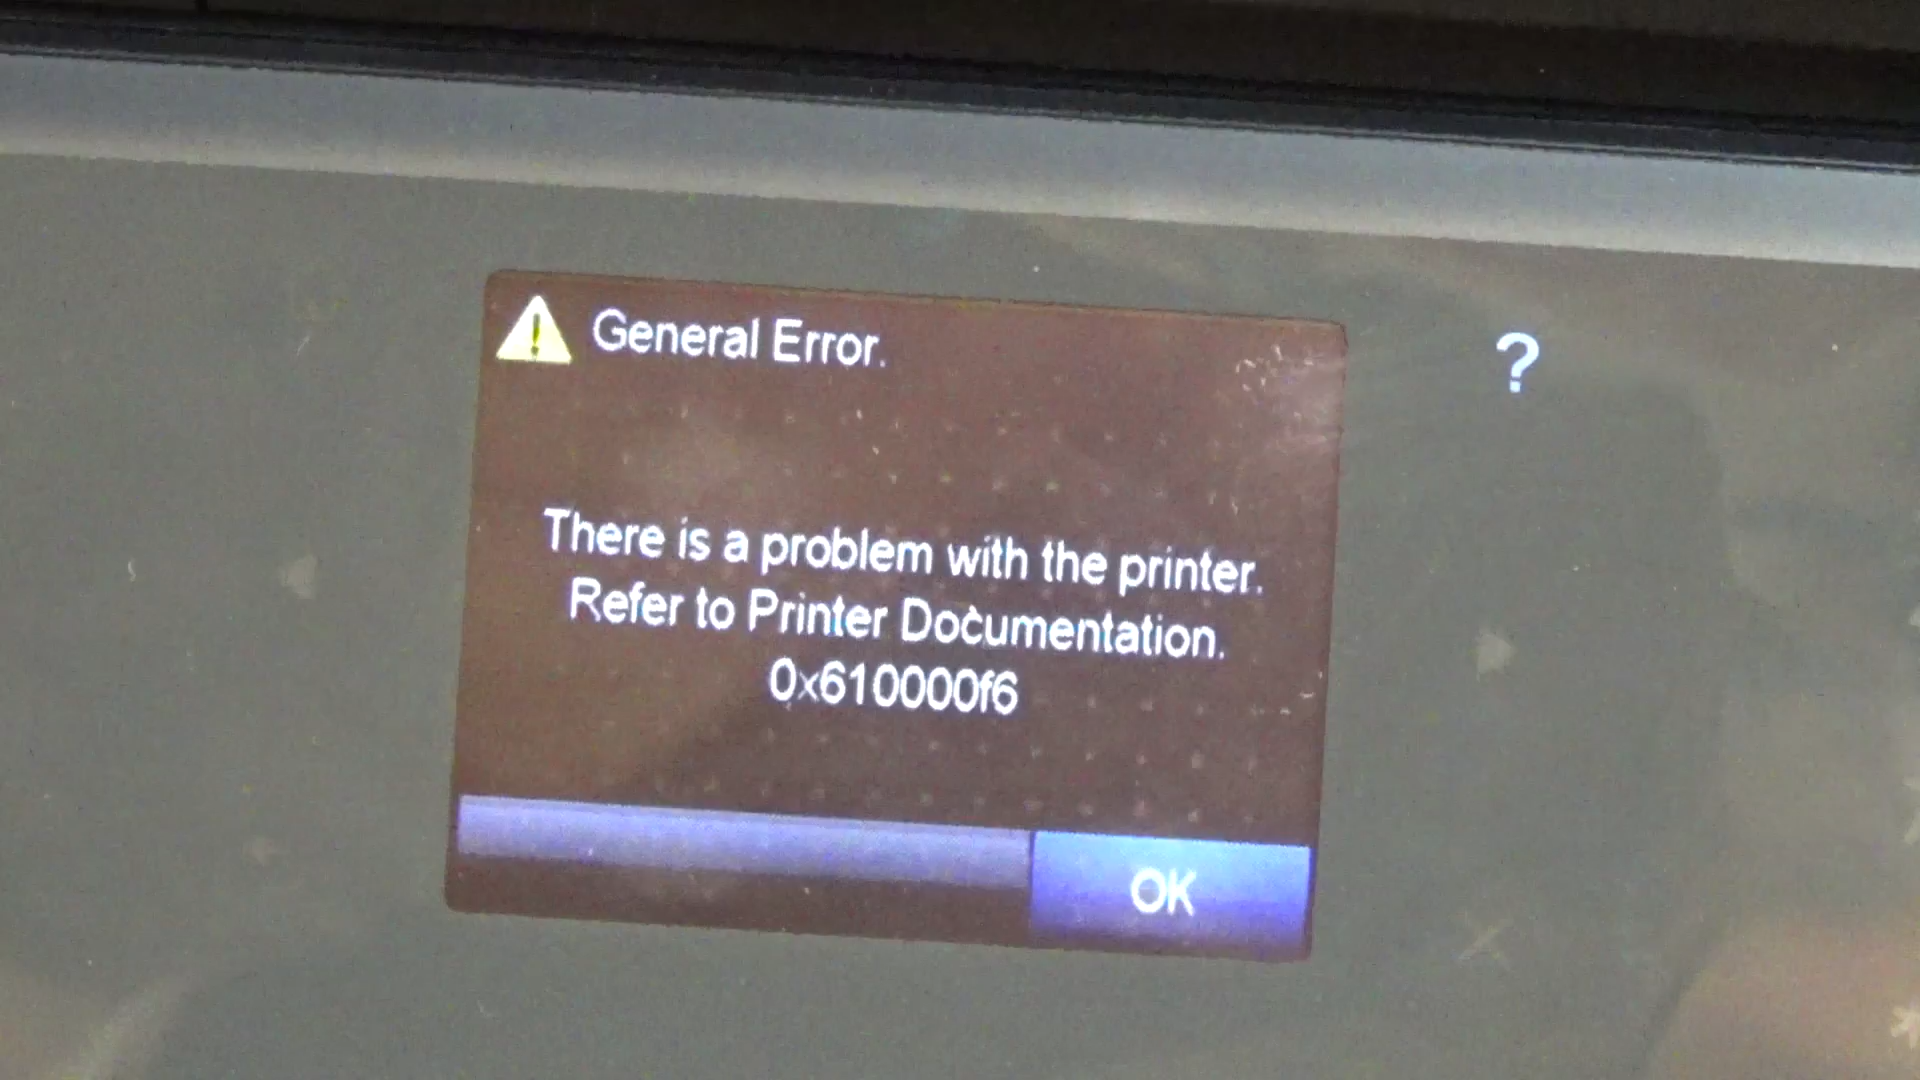 General Error.
?
There is a problem with the printer.
Refer to Printer Documentation.
0x610000f6
OK